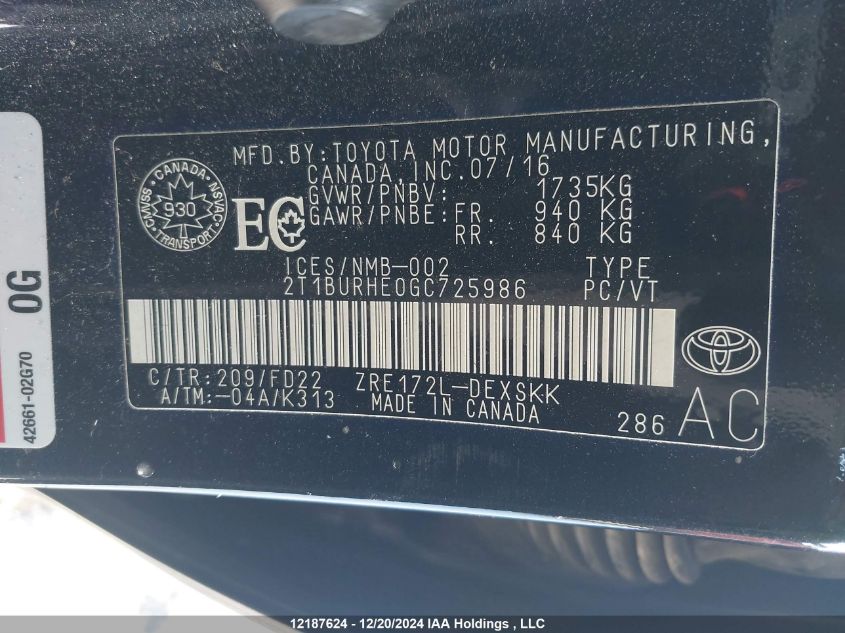 MFD.BY:TOYOTA MOTOR MANUFACTURING,
CANADA,INC.07/16
GVWR/PNBV: 1735KG
GAWR/PNBE:FR. 940 KG
RR. 840 KG
CANADA
CMVSS
930
NSVAC
TRANSPORT
EC
ICES/NMB-002 TYPE
2T1BURHE0GC725986 PC/VT
C/TR:209/FD22 ZRE172L-DEXSKK
A/TM:-04A/K313 MADE IN CANADA
286 AC
0G
42661-02G70
12187624 - 12/20/2024 IAA Holdings , LLC